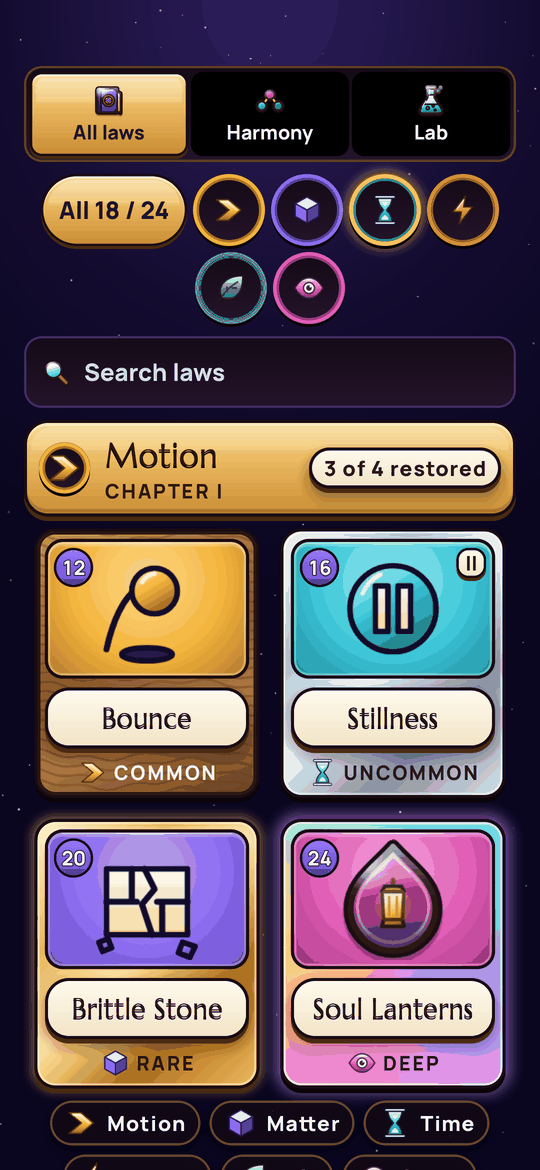 All laws Harmony Lab
All 18 / 24
Search laws
Motion
CHAPTER I
3 of 4 restored
12
Bounce
COMMON
16
Stillness
UNCOMMON
20
Brittle Stone
RARE
24
Soul Lanterns
DEEP
Motion Matter Time